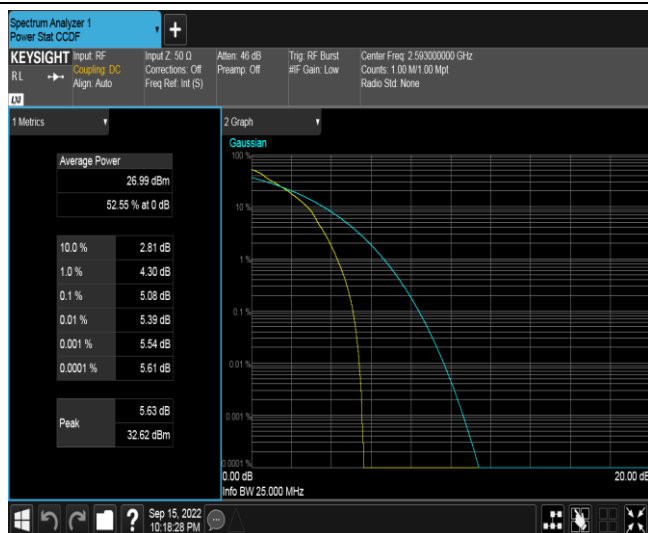 Spectrum Analyzer 1
Power Stat CCDF
+
KEYSIGHT
RL
LXI
Input: RF
Coupling: DC
Align: Auto
Input Z: 50 Ω
Corrections: Off
Freq Ref: Int (S)
Atten: 46 dB
Preamp: Off
Trig: RF Burst
#IF Gain: Low
Center Freq: 2.593000000 GHz
Counts: 1.00 M/1.00 Mpt
Radio Std: None
1 Metrics
Average Power
26.99 dBm
52.55 % at 0 dB
10.0 % 2.81 dB
1.0 % 4.30 dB
0.1 % 5.08 dB
0.01 % 5.39 dB
0.001 % 5.54 dB
0.0001 % 5.61 dB
Peak
5.63 dB
32.62 dBm
2 Graph
Gaussian
100 %
10 %
1 %
0.1 %
0.01 %
0.001 %
0.0001 %
0.00 dB
20.00 dB
Info BW 25.000 MHz
?
Sep 15, 2022
10:18:28 PM